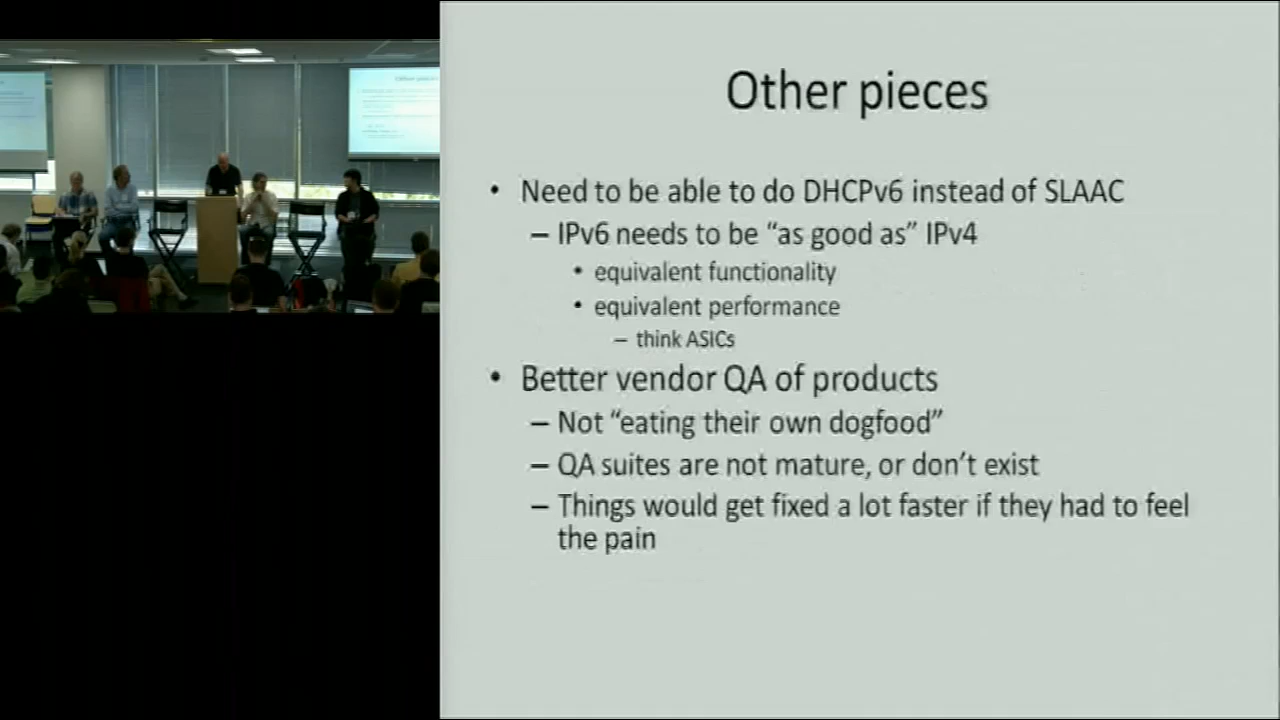 Other pieces
• Need to be able to do DHCPv6 instead of SLAAC
– IPv6 needs to be “as good as” IPv4
• equivalent functionality
• equivalent performance
– think ASICs
• Better vendor QA of products
– Not “eating their own dogfood”
– QA suites are not mature, or don’t exist
– Things would get fixed a lot faster if they had to feel
the pain